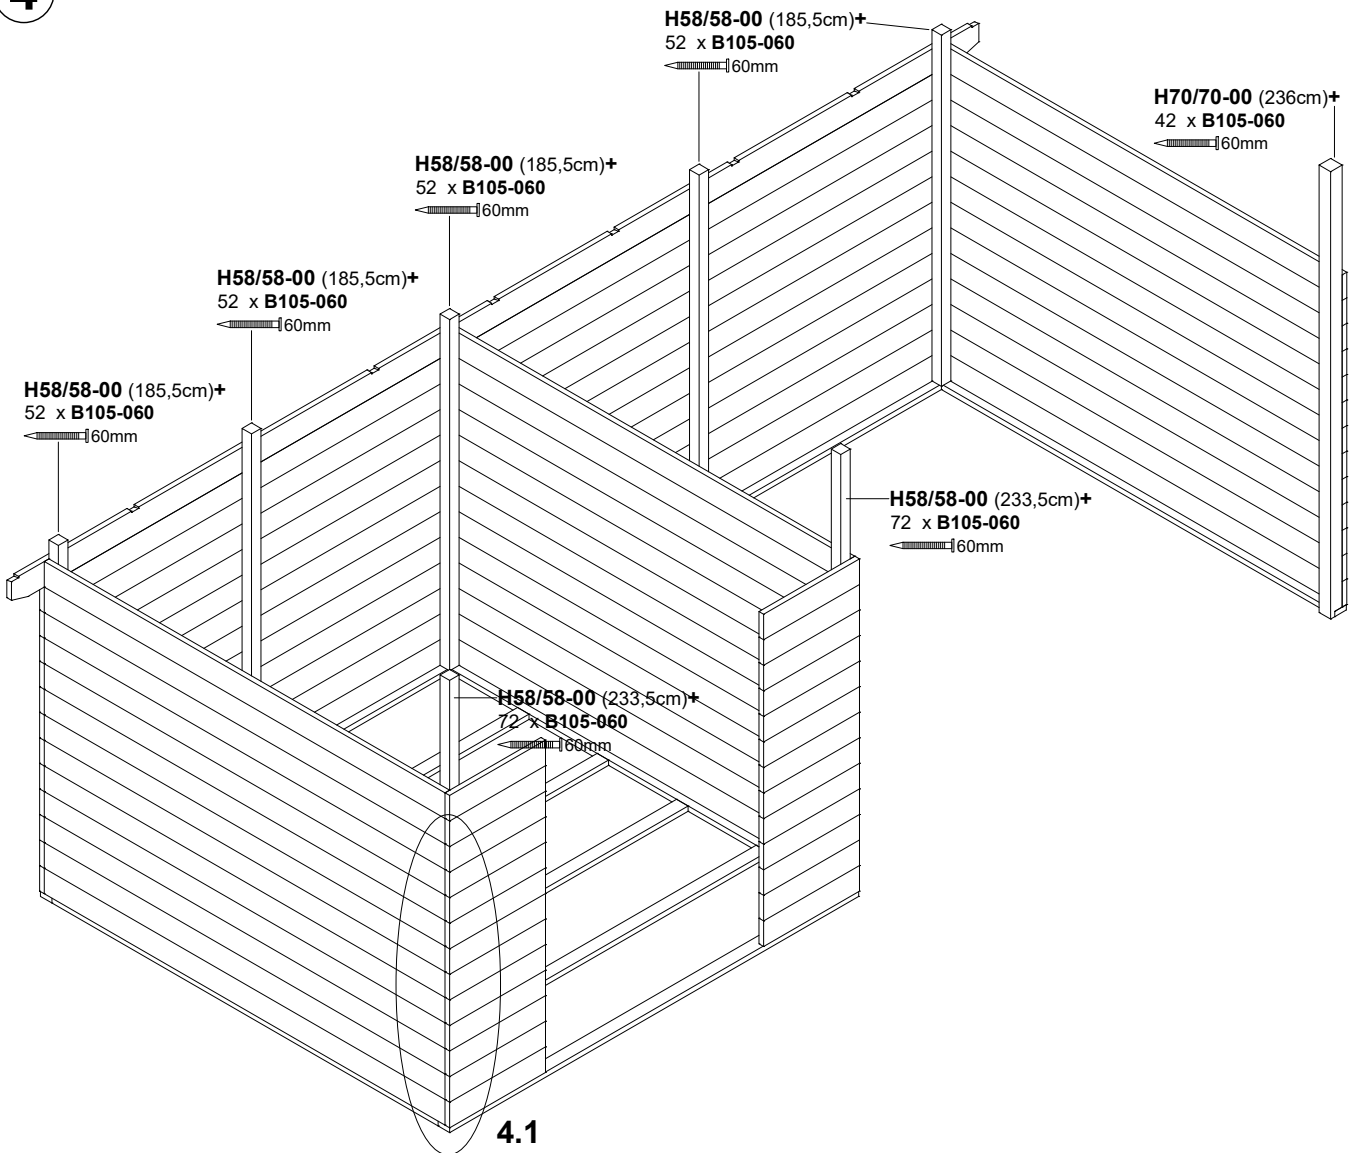 4
H58/58-00 (185,5cm)+
52 x B105-060
60mm
H70/70-00 (236cm)+
42 x B105-060
60mm
H58/58-00 (185,5cm)+
52 x B105-060
60mm
H58/58-00 (185,5cm)+
52 x B105-060
60mm
H58/58-00 (185,5cm)+
52 x B105-060
60mm
H58/58-00 (233,5cm)+
72 x B105-060
60mm
H58/58-00 (233,5cm)+
72 x B105-060
60mm
4.1